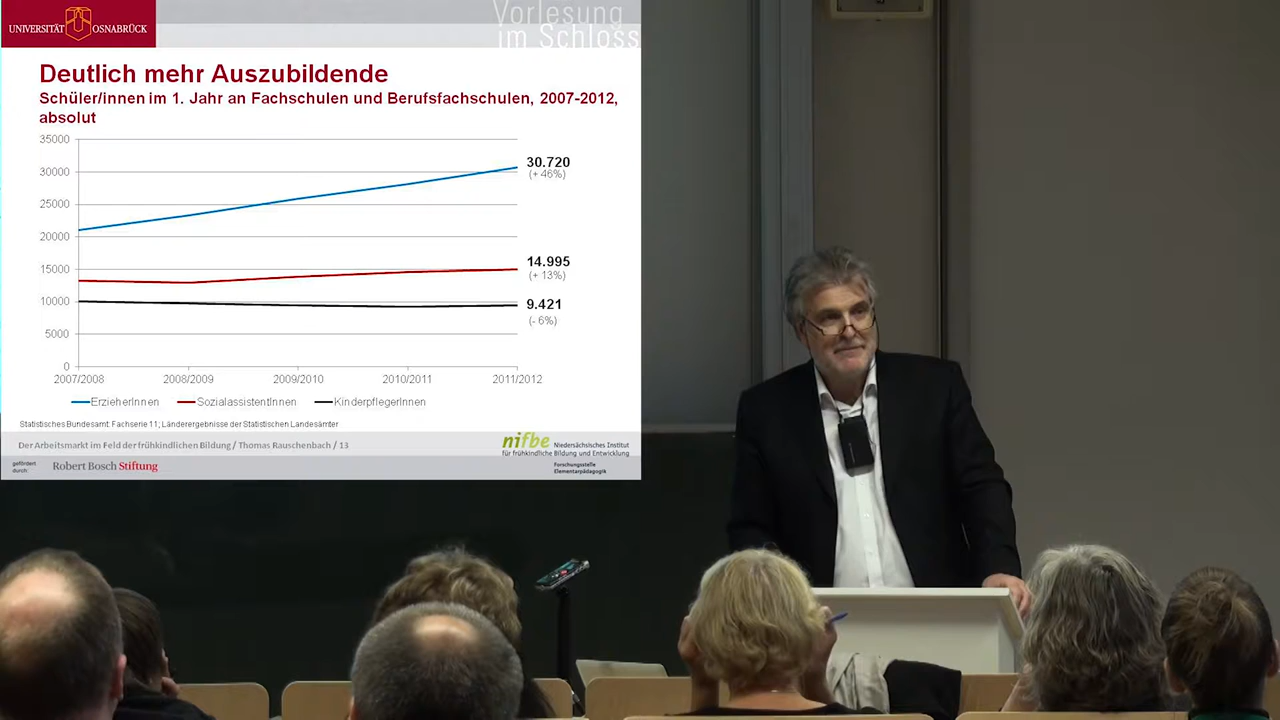 UNIVERSITÄT OSNABRÜCK
Vorlesung
im Schloss
Deutlich mehr Auszubildende
Schüler/innen im 1. Jahr an Fachschulen und Berufsfachschulen, 2007-2012,
absolut
35000
30000
25000
20000
15000
10000
5000
0
30.720
(+ 46%)
14.995
(+ 13%)
9.421
(- 6%)
2007/2008 2008/2009 2009/2010 2010/2011 2011/2012
ErzieherInnen SozialassistentInnen KinderpflegerInnen
Statistisches Bundesamt: Fachserie 11; Länderergebnisse der Statistischen Landesämter
Der Arbeitsmarkt im Feld der frühkindlichen Bildung / Thomas Rauschenbach / 13
nifbe Niedersächsisches Institut
für frühkindliche Bildung und Entwicklung
Forschungsstelle
Elementarpädagogik
gefördert
durch:
Robert Bosch Stiftung